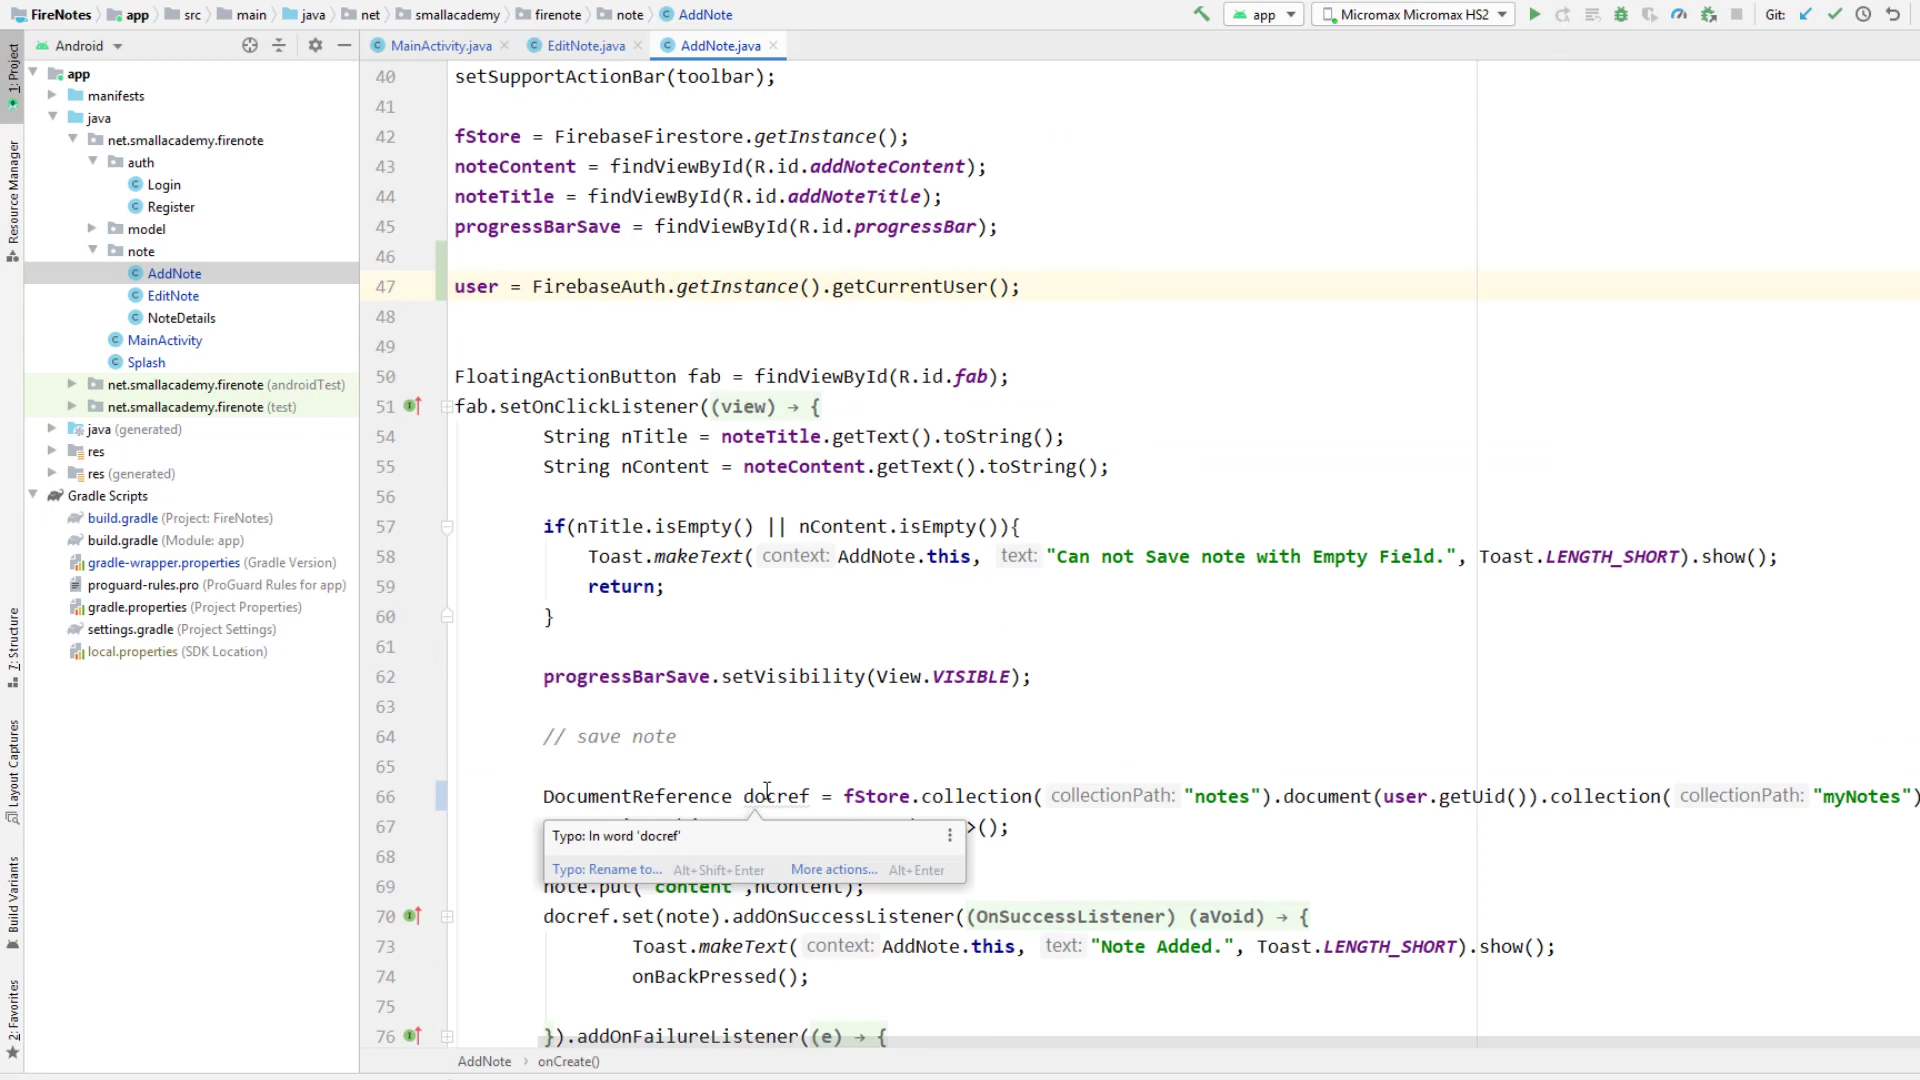 FireNotes app src main java net smallacademy firenote note AddNote
app Micromax Micromax HS2 Git:
Android
MainActivity.java EditNote.java AddNote.java
1: Project
Resource Manager
7: Structure
Layout Captures
Build Variants
2: Favorites
app
manifests
java
net.smallacademy.firenote
auth
Login
Register
model
note
AddNote
EditNote
NoteDetails
MainActivity
Splash
net.smallacademy.firenote (androidTest)
net.smallacademy.firenote (test)
java (generated)
res
res (generated)
Gradle Scripts
build.gradle (Project: FireNotes)
build.gradle (Module: app)
gradle-wrapper.properties (Gradle Version)
proguard-rules.pro (ProGuard Rules for app)
gradle.properties (Project Properties)
settings.gradle (Project Settings)
local.properties (SDK Location)
40 setSupportActionBar(toolbar);
41
42 fStore = FirebaseFirestore.getInstance();
43 noteContent = findViewById(R.id.addNoteContent);
44 noteTitle = findViewById(R.id.addNoteTitle);
45 progressBarSave = findViewById(R.id.progressBar);
46
47 user = FirebaseAuth.getInstance().getCurrentUser();
48
49
50 FloatingActionButton fab = findViewById(R.id.fab);
51 fab.setOnClickListener((view) → {
54 String nTitle = noteTitle.getText().toString();
55 String nContent = noteContent.getText().toString();
56
57 if(nTitle.isEmpty() || nContent.isEmpty()){
58 Toast.makeText( context: AddNote.this, text: "Can not Save note with Empty Field.", Toast.LENGTH_SHORT).show();
59 return;
60 }
61
62 progressBarSave.setVisibility(View.VISIBLE);
63
64 // save note
65
66 DocumentReference docref = fStore.collection( collectionPath: "notes").document(user.getUid()).collection( collectionPath: "myNotes")
67 >();
Typo: In word 'docref'
Typo: Rename to... Alt+Shift+Enter More actions... Alt+Enter
68
69 note.put("content",nContent);
70 docref.set(note).addOnSuccessListener((OnSuccessListener) (aVoid) → {
73 Toast.makeText( context: AddNote.this, text: "Note Added.", Toast.LENGTH_SHORT).show();
74 onBackPressed();
75
76 }).addOnFailureListener((e) → {
AddNote onCreate()